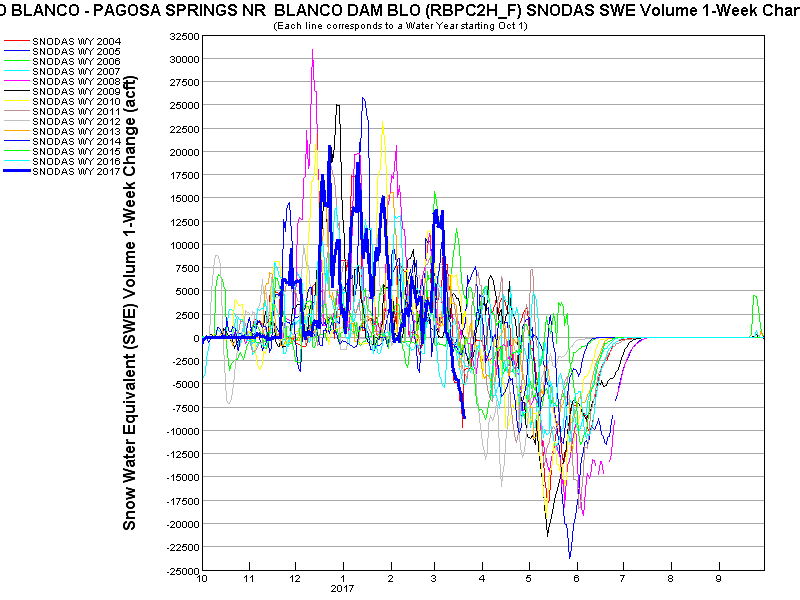 O BLANCO - PAGOSA SPRINGS NR BLANCO DAM BLO (RBPC2H_F) SNODAS SWE Volume 1-Week Chan
(Each line corresponds to a Water Year starting Oct 1)
SNODAS WY 2004
SNODAS WY 2005
SNODAS WY 2006
SNODAS WY 2007
SNODAS WY 2008
SNODAS WY 2009
SNODAS WY 2010
SNODAS WY 2011
SNODAS WY 2012
SNODAS WY 2013
SNODAS WY 2014
SNODAS WY 2015
SNODAS WY 2016
SNODAS WY 2017
Snow Water Equivalent (SWE) Volume 1-Week Change (acft)
32500
30000
27500
25000
22500
20000
17500
15000
12500
10000
7500
5000
2500
0
-2500
-5000
-7500
-10000
-12500
-15000
-17500
-20000
-22500
-25000
10 11 12 1 2 3 4 5 6 7 8 9
2017